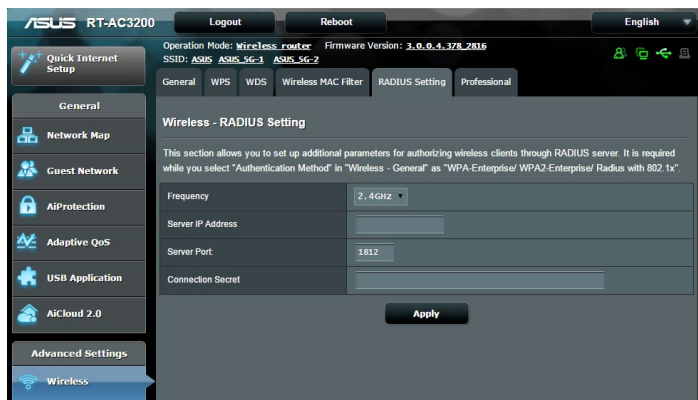 ASUS RT-AC3200 Logout Reboot English
Quick Internet Setup
Operation Mode: Wireless router Firmware Version: 3.0.0.4.378_2816
SSID: ASUS ASUS_5G-1 ASUS_5G-2
General WPS WDS Wireless MAC Filter RADIUS Setting Professional
General
Network Map
Guest Network
AiProtection
Adaptive QoS
USB Application
AiCloud 2.0
Advanced Settings
Wireless
Wireless - RADIUS Setting
This section allows you to set up additional parameters for authorizing wireless clients through RADIUS server. It is required
while you select "Authentication Method" in "Wireless - General" as "WPA-Enterprise/ WPA2-Enterprise/ Radius with 802.1x".
Frequency 2.4GHz
Server IP Address
Server Port: 1812
Connection Secret
Apply